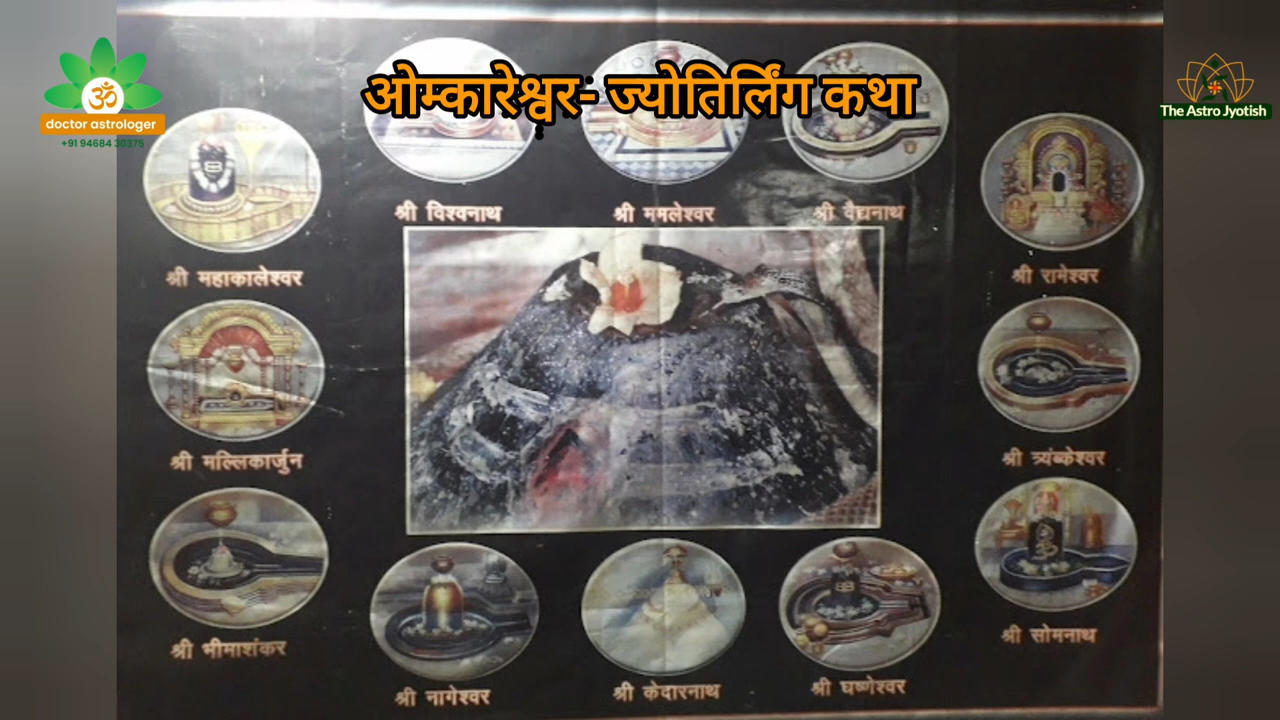 ओम्कारेश्वर- ज्योतिर्लिंग कथा
doctor astrologer
+91 94684 30375
The Astro Jyotish
श्री विश्वनाथ
श्री ममलेश्वर
श्री वैद्यनाथ
श्री महाकालेश्वर
श्री रामेश्वर
श्री मल्लिकार्जुन
श्री त्र्यंब्केश्वर
श्री भीमाशंकर
श्री सोमनाथ
श्री नागेश्वर
श्री केदारनाथ
श्री घष्णेश्वर